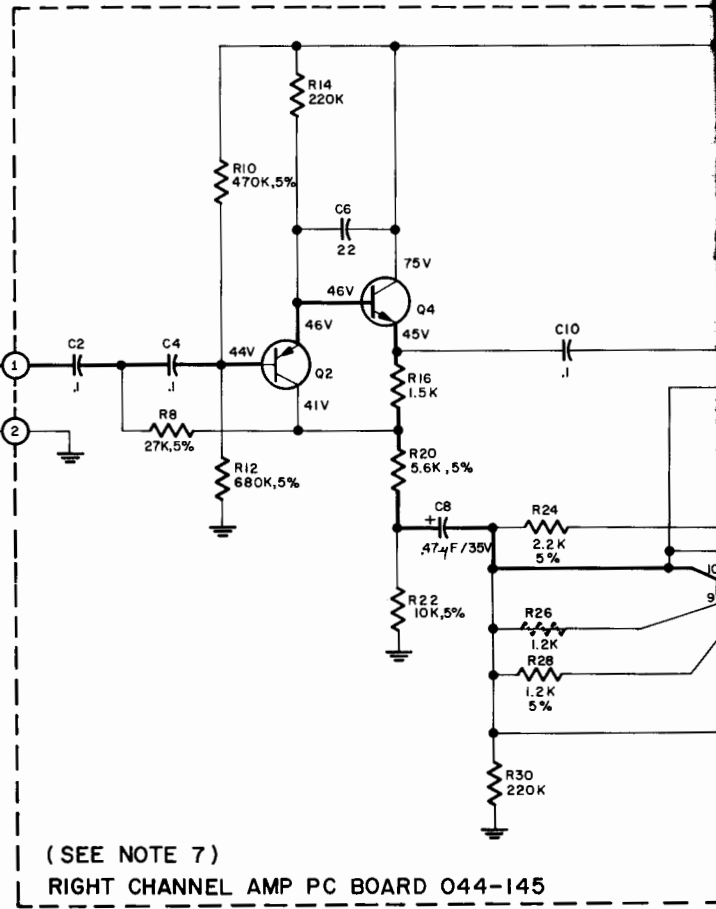 R14
220K
R10
470K,5%
C6
22
75V
46V
Q4
46V
45V
C10
.1
C2
.1
C4
.1
44V
1
Q2
R16
1.5K
41V
R8
27K,5%
2
R20
5.6K,5%
R12
680K,5%
C8
+
.47µF/35V
R24
2.2K
5%
10
9
R22
10K,5%
R26
1.2K
R28
1.2K
5%
R30
220K
(SEE NOTE 7)
RIGHT CHANNEL AMP PC BOARD 044-145